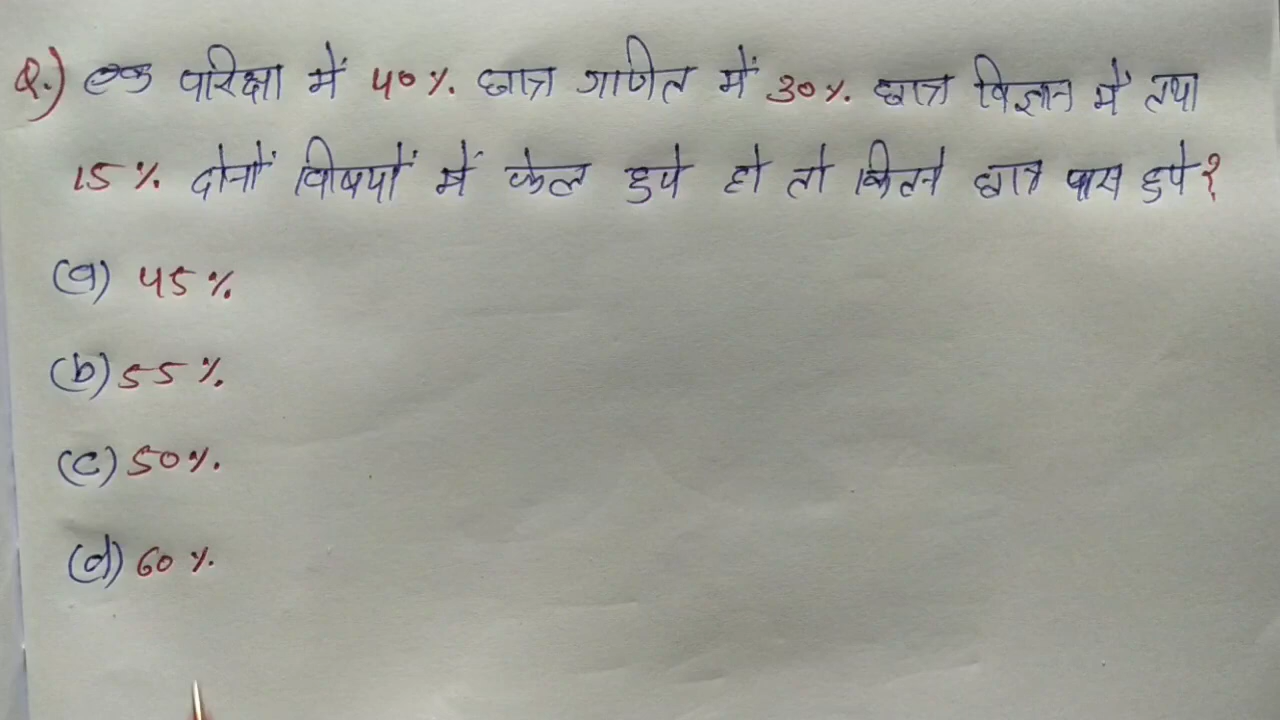 Q.) एक परिक्षा में 40%. छात्र गणित में 30%. छात्र विज्ञान में तथा
15%. दोनों विषयों में फेल हुये हो तो कितने छात्र पास हुये?
(a) 45%
(b) 55%.
(c) 50%.
(d) 60%.